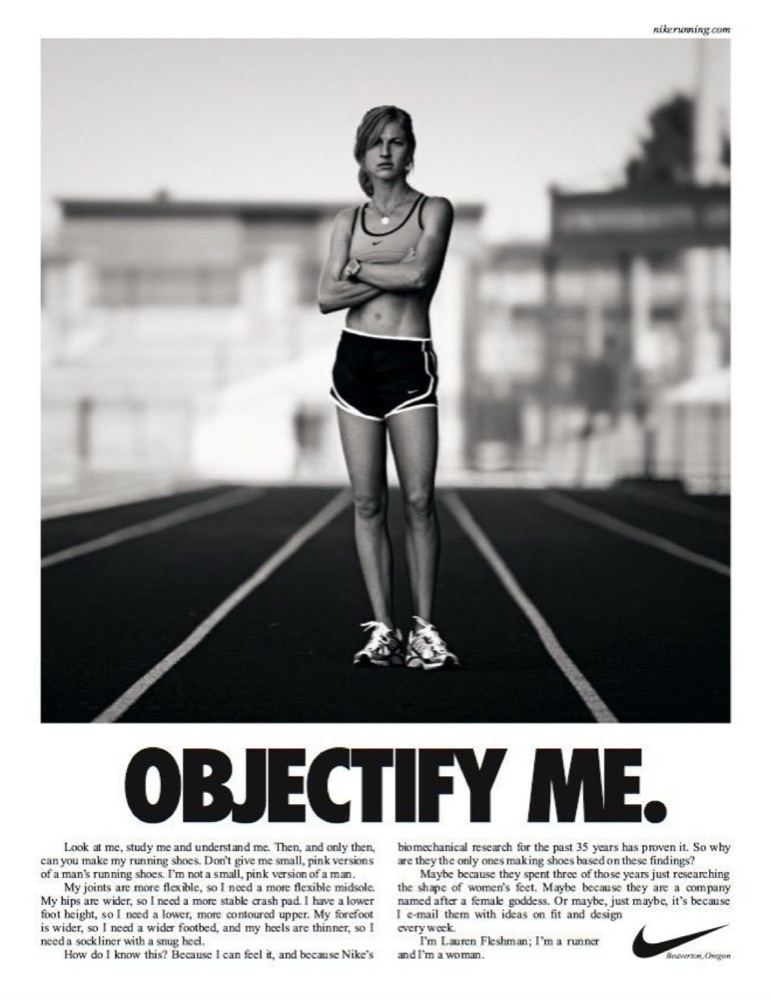 nikerunning.com
OBJECTIFY ME.
Look at me, study me and understand me. Then, and only then,
can you make my running shoes. Don't give me small, pink versions
of a man's running shoes. I'm not a small, pink version of a man.
My joints are more flexible, so I need a more flexible midsole.
My hips are wider, so I need a more stable crash pad. I have a lower
foot height, so I need a lower, more contoured upper. My forefoot
is wider, so I need a wider footbed, and my heels are thinner, so I
need a sockliner with a snug heel.
How do I know this? Because I can feel it, and because Nike's
biomechanical research for the past 35 years has proven it. So why
are they the only ones making shoes based on these findings?
Maybe because they spent three of those years just researching
the shape of women's feet. Maybe because they are a company
named after a female goddess. Or maybe, just maybe, it's because
I e-mail them with ideas on fit and design
every week.
I'm Lauren Fleshman; I'm a runner
and I'm a woman.
Beaverton, Oregon